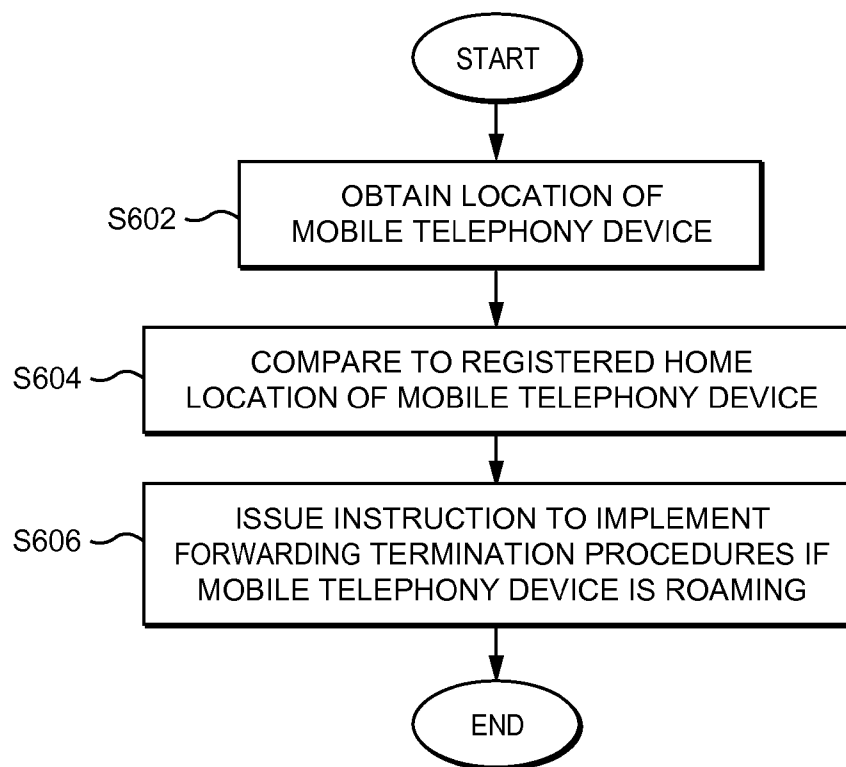 START
S602
OBTAIN LOCATION OF
MOBILE TELEPHONY DEVICE
S604
COMPARE TO REGISTERED HOME
LOCATION OF MOBILE TELEPHONY DEVICE
S606
ISSUE INSTRUCTION TO IMPLEMENT
FORWARDING TERMINATION PROCEDURES IF
MOBILE TELEPHONY DEVICE IS ROAMING
END